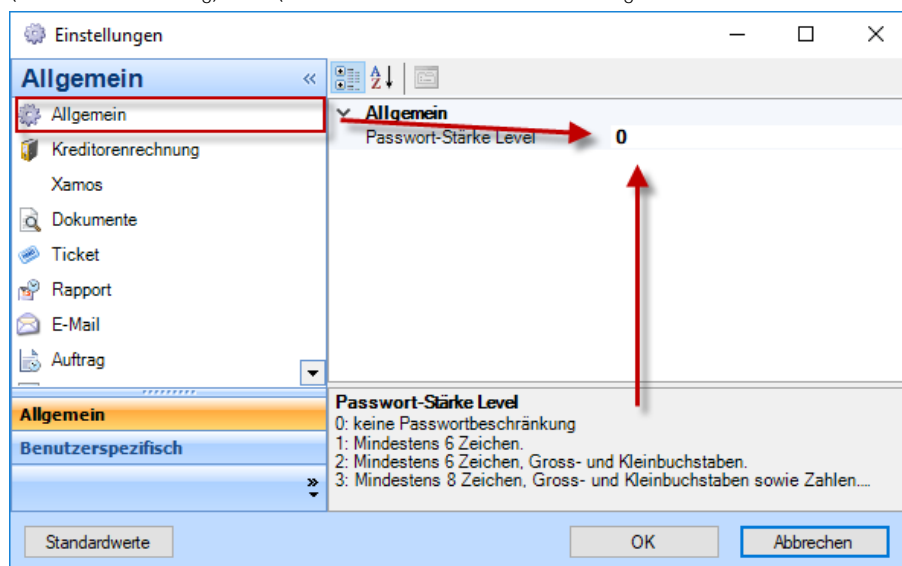 Einstellungen
Allgemein «
Allgemein
Kreditorenrechnung
Xamos
Dokumente
Ticket
Rapport
E-Mail
Auftrag
Allgemein
Benutzerspezifisch
Allgemein
Passwort-Stärke Level 0
Passwort-Stärke Level
0: keine Passwortbeschränkung
1: Mindestens 6 Zeichen.
2: Mindestens 6 Zeichen, Gross- und Kleinbuchstaben.
3: Mindestens 8 Zeichen, Gross- und Kleinbuchstaben sowie Zahlen....
Standardwerte
OK
Abbrechen